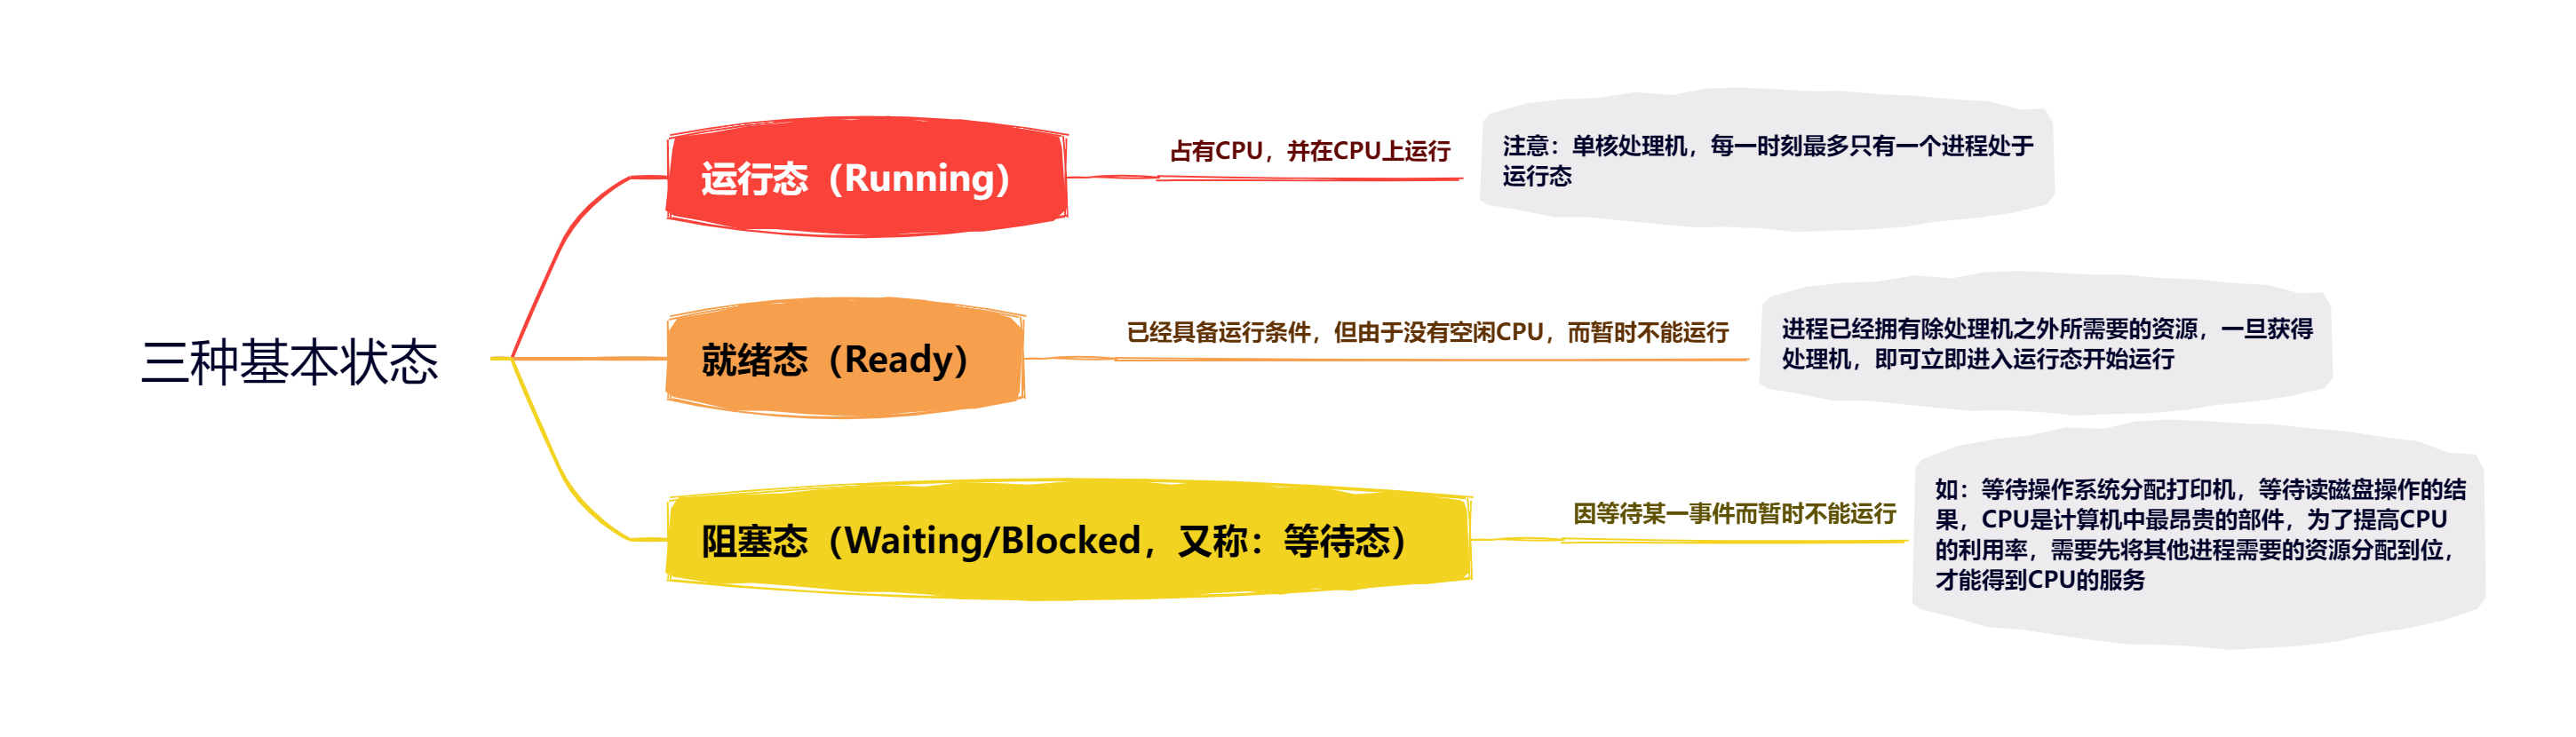 占有CPU，并在CPU上运行
注意：单核处理机，每一时刻最多只有一个进程处于
运行态
运行态（Running）
三种基本状态
已经具备运行条件，但由于没有空闲CPU，而暂时不能运行
进程已经拥有除处理机之外所需要的资源，一旦获得
处理机，即可立即进入运行态开始运行
就绪态（Ready）
阻塞态（Waiting/Blocked，又称：等待态）
因等待某一事件而暂时不能运行
如：等待操作系统分配打印机，等待读磁盘操作的结
果，CPU是计算机中最昂贵的部件，为了提高CPU
的利用率，需要先将其他进程需要的资源分配到位，
才能得到CPU的服务